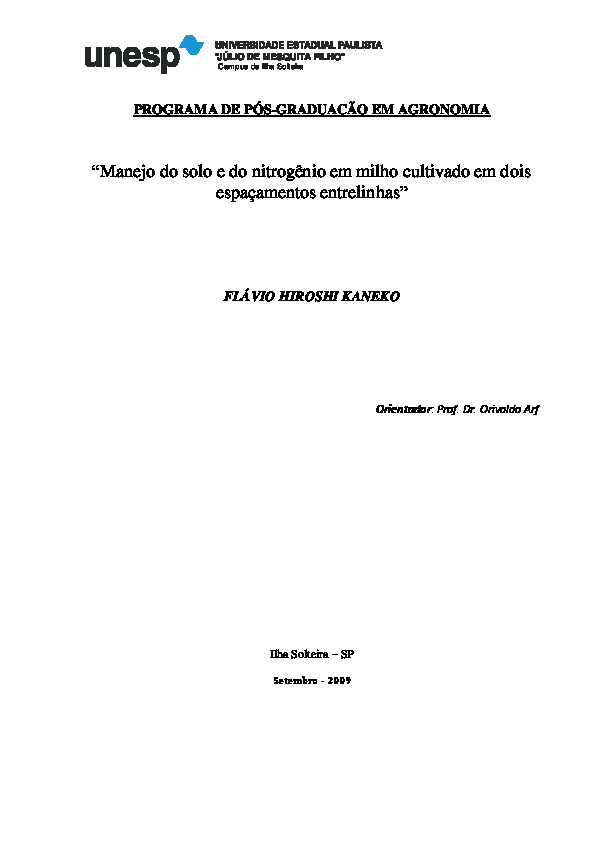 unesp
UNIVERSIDADE ESTADUAL PAULISTA
"JÚLIO DE MESQUITA FILHO"
Campus de Ilha Solteira
PROGRAMA DE PÓS-GRADUAÇÃO EM AGRONOMIA
“Manejo do solo e do nitrogênio em milho cultivado em dois
espaçamentos entrelinhas”
FLÁVIO HIROSHI KANEKO
Orientador: Prof. Dr. Orivaldo Arf
Ilha Solteira – SP
Setembro - 2009